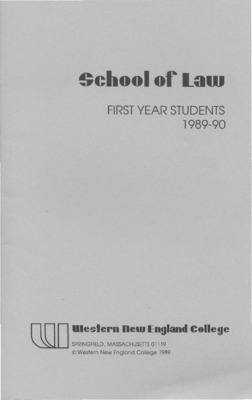 School of Law
FIRST YEAR STUDENTS
1989-90
Western New England College
SPRINGFIELD, MASSACHUSETTS 01119
© Western New England College 1989